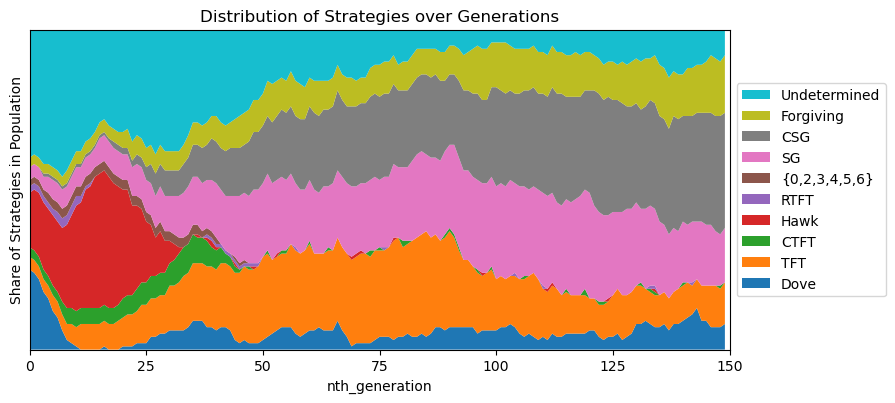 Distribution of Strategies over Generations
Share of Strategies in Population
Undetermined
Forgiving
CSG
SG
{0,2,3,4,5,6}
RTFT
Hawk
CTFT
TFT
Dove
0 25 50 75 100 125 150
nth_generation